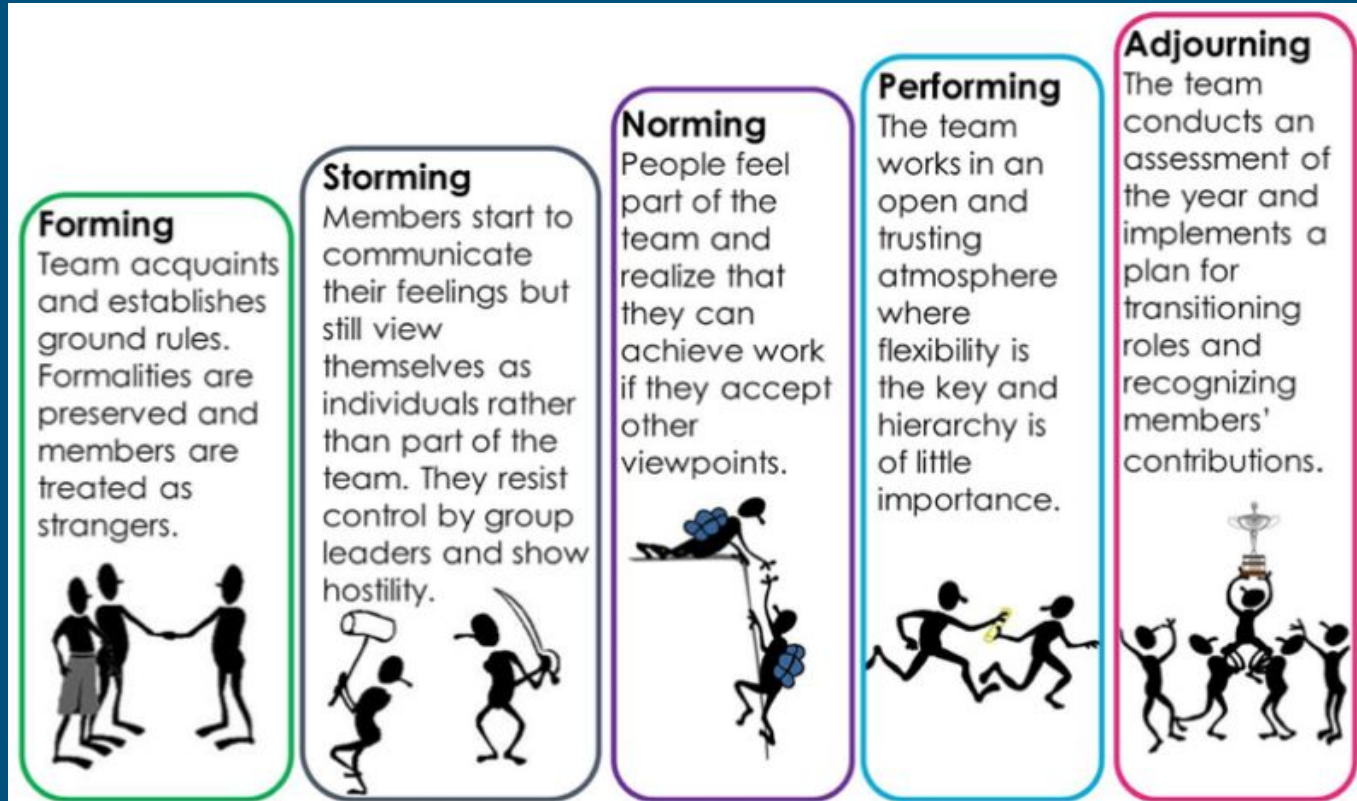 Forming
Team acquaints
and establishes
ground rules.
Formalities are
preserved and
members are
treated as
strangers.
Storming
Members start to
communicate
their feelings but
still view
themselves as
individuals rather
than part of the
team. They resist
control by group
leaders and show
hostility.
Norming
People feel
part of the
team and
realize that
they can
achieve work
if they accept
other
viewpoints.
Performing
The team
works in an
open and
trusting
atmosphere
where
flexibility is
the key and
hierarchy is
of little
importance.
Adjourning
The team
conducts an
assessment of
the year and
implements a
plan for
transitioning
roles and
recognizing
members'
contributions.